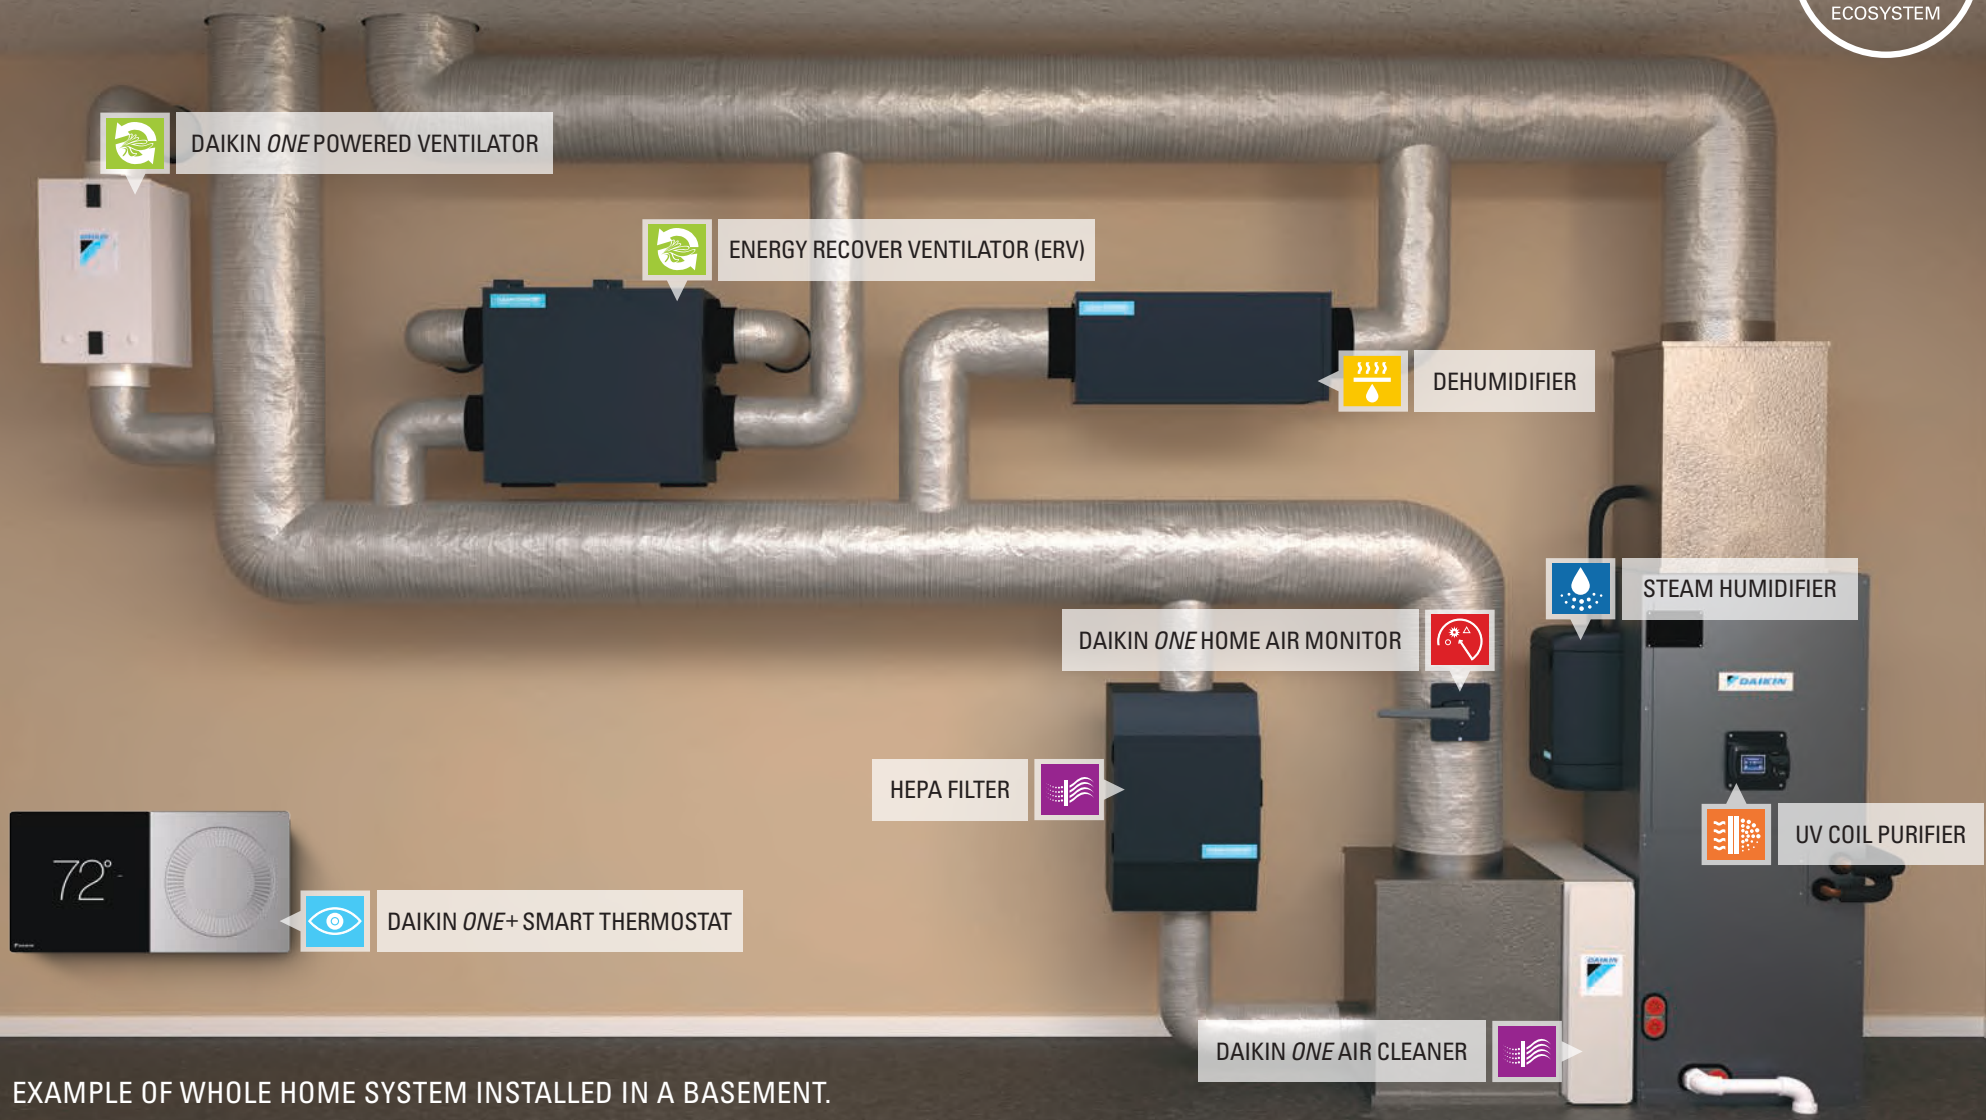 ECOSYSTEM
DAIKIN ONE POWERED VENTILATOR
ENERGY RECOVER VENTILATOR (ERV)
DEHUMIDIFIER
STEAM HUMIDIFIER
DAIKIN ONE HOME AIR MONITOR
DAIKIN
HEPA FILTER
UV COIL PURIFIER
72°
DAIKIN ONE+ SMART THERMOSTAT
DAIKIN
DAIKIN ONE AIR CLEANER
EXAMPLE OF WHOLE HOME SYSTEM INSTALLED IN A BASEMENT.